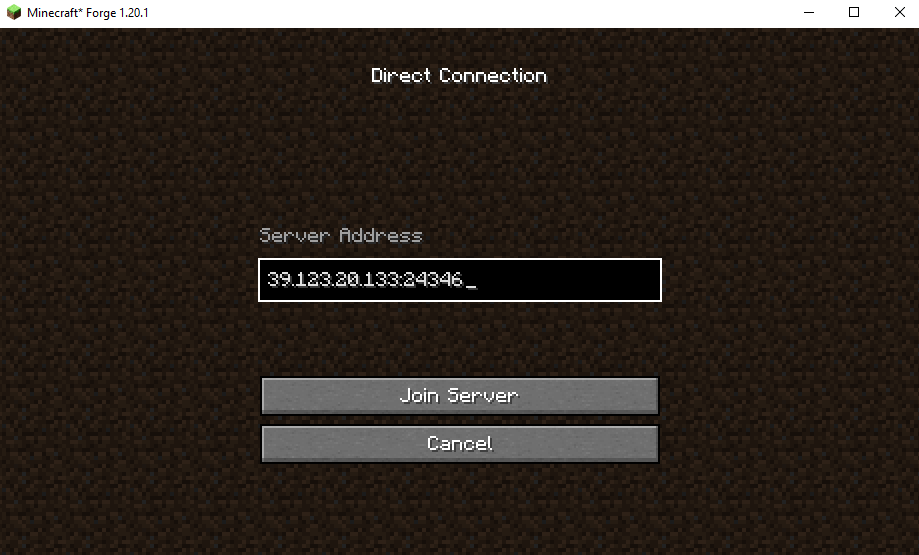 Minecraft* Forge 1.20.1
Direct Connection
Server Address
39.123.20.133:24346_
Join Server
Cancel